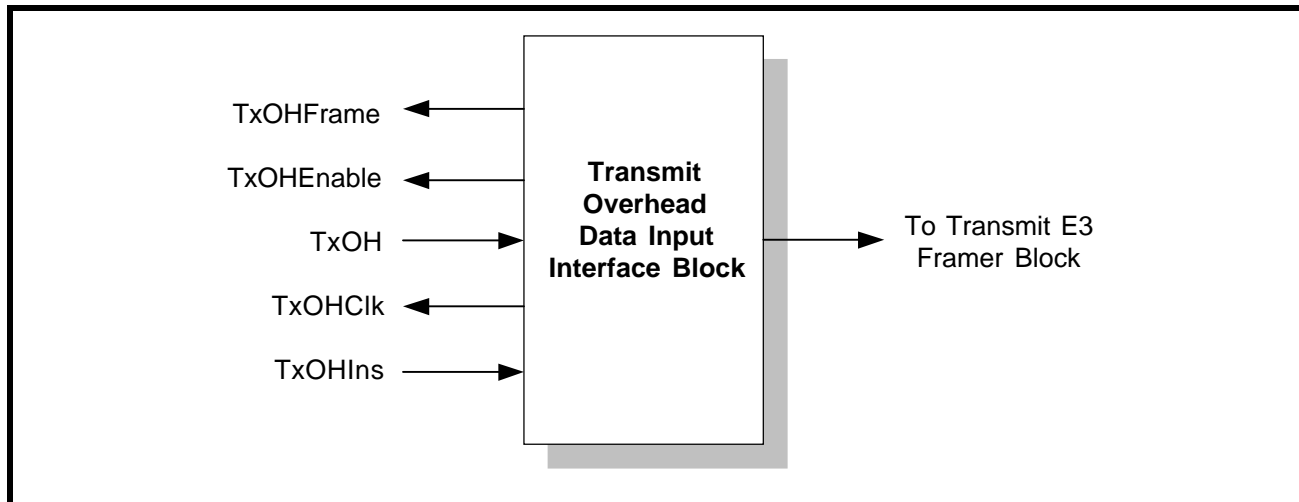 TxOHFrame
TxOHEnable
TxOH
TxOHClk
TxOHIns
Transmit
Overhead
Data Input
Interface Block
To Transmit E3
Framer Block